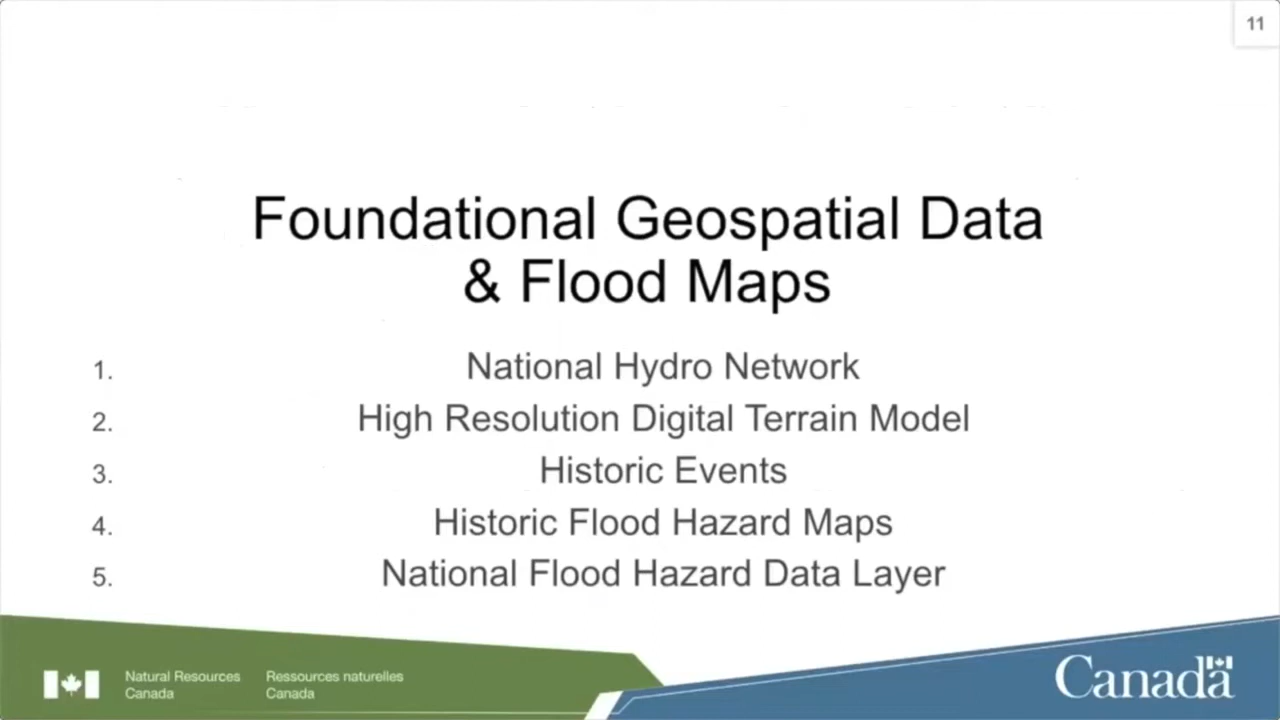 11
Foundational Geospatial Data
& Flood Maps
1. National Hydro Network
2. High Resolution Digital Terrain Model
3. Historic Events
4. Historic Flood Hazard Maps
5. National Flood Hazard Data Layer
Natural Resources
Canada
Ressources naturelles
Canada
Canada